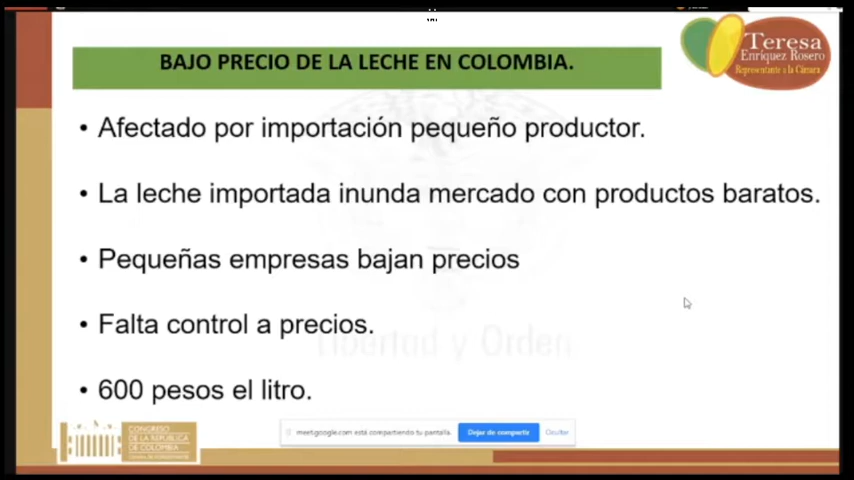 BAJO PRECIO DE LA LECHE EN COLOMBIA.
Teresa
Enríquez Rosero
Representante a la Cámara
• Afectado por importación pequeño productor.
• La leche importada inunda mercado con productos baratos.
• Pequeñas empresas bajan precios
• Falta control a precios.
Libertad y Orden
• 600 pesos el litro.
CONGRESO
DE LA REPÚBLICA
DE COLOMBIA
meet.google.com está compartiendo tu pantalla.
Dejar de compartir
Ocultar